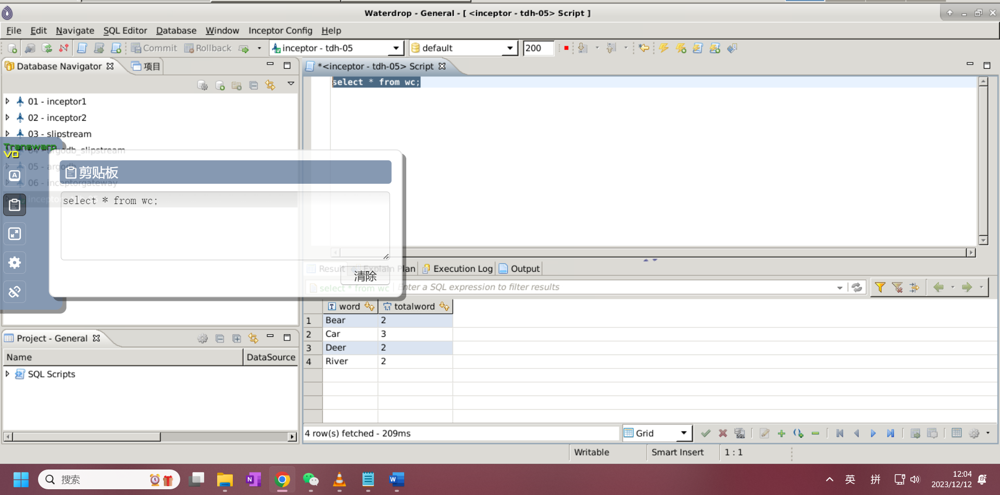 Waterdrop - General - [ <inceptor - tdh-05> Script ]
File Edit Navigate SQL Editor Database Window Inceptor Config Help
Commit Rollback inceptor - tdh-05 default 200
Database Navigator 项目
*<inceptor - tdh-05> Script
select * from wc;
01 - inceptor1
02 - inceptor2
03 - slipstream
04 - argodb_slipstream
05 - argodb
06 - inceptorgateway
Transwarp
VD
剪贴板
select * from wc;
清除
Result Explain Plan Execution Log Output
select * from wc Enter a SQL expression to filter results
word totalword
1 Bear 2
2 Car 3
3 Deer 2
4 River 2
Project - General
Name DataSource
SQL Scripts
4 row(s) fetched - 209ms
Grid
Writable Smart Insert 1 : 1
搜索
英 拼
12:04
2023/12/12